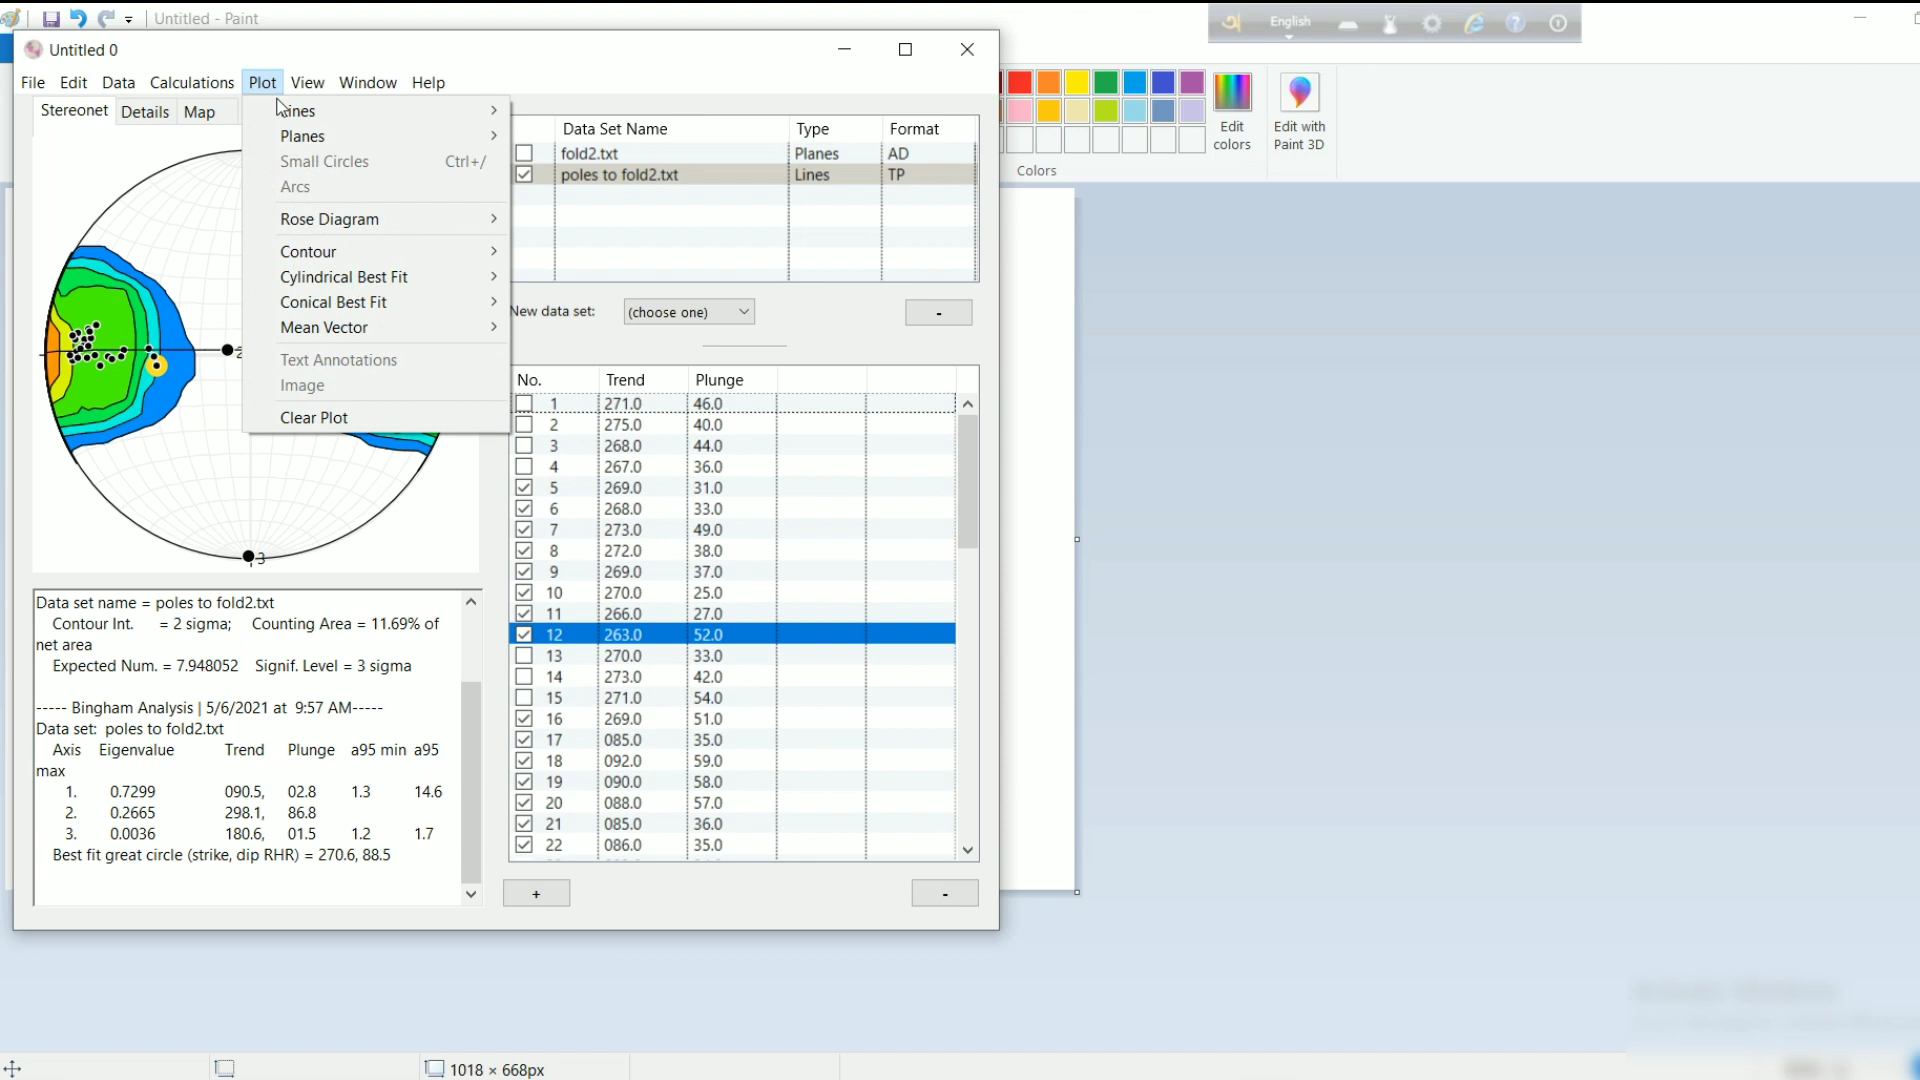 Untitled - Paint
English
Untitled 0
File Edit Data Calculations Plot View Window Help
Stereonet Details Map
Lines
Planes
Small Circles Ctrl+/
Arcs
Rose Diagram
Contour
Cylindrical Best Fit
Conical Best Fit
Mean Vector
Text Annotations
Image
Clear Plot
Data Set Name Type Format
fold2.txt Planes AD
poles to fold2.txt Lines TP
New data set: (choose one) -
No. Trend Plunge
1 271.0 46.0
2 275.0 40.0
3 268.0 44.0
4 267.0 36.0
5 269.0 31.0
6 268.0 33.0
7 273.0 49.0
8 272.0 38.0
9 269.0 37.0
10 270.0 25.0
11 266.0 27.0
12 263.0 52.0
13 270.0 33.0
14 273.0 42.0
15 271.0 54.0
16 269.0 51.0
17 085.0 35.0
18 092.0 59.0
19 090.0 58.0
20 088.0 57.0
21 085.0 36.0
22 086.0 35.0
+ -
2
3
Data set name = poles to fold2.txt
Contour Int. = 2 sigma; Counting Area = 11.69% of
net area
Expected Num. = 7.948052 Signif. Level = 3 sigma
----- Bingham Analysis | 5/6/2021 at 9:57 AM-----
Data set: poles to fold2.txt
Axis Eigenvalue Trend Plunge a95 min a95
max
1. 0.7299 090.5, 02.8 1.3 14.6
2. 0.2665 298.1, 86.8
3. 0.0036 180.6, 01.5 1.2 1.7
Best fit great circle (strike, dip RHR) = 270.6, 88.5
Edit
colors
Edit with
Paint 3D
Colors
1018 × 668px